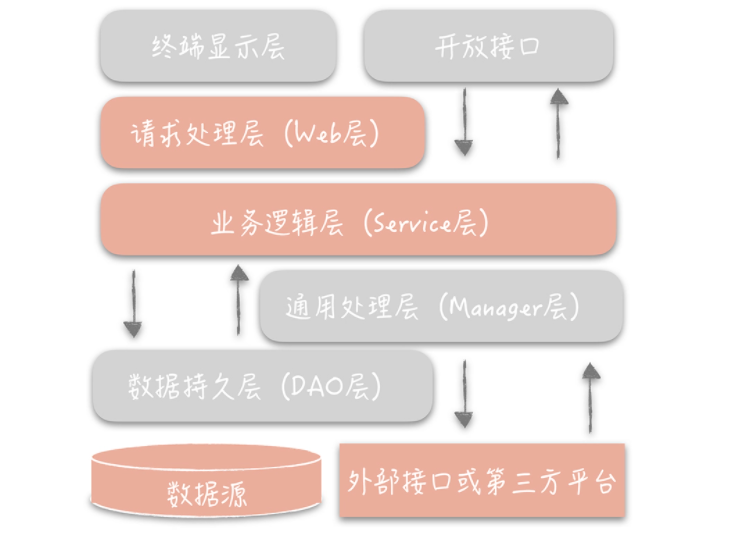 终端显示层
开放接口
请求处理层（Web层）
业务逻辑层（Service层）
通用处理层（Manager层）
数据持久层（DAO层）
数据源
外部接口或第三方平台